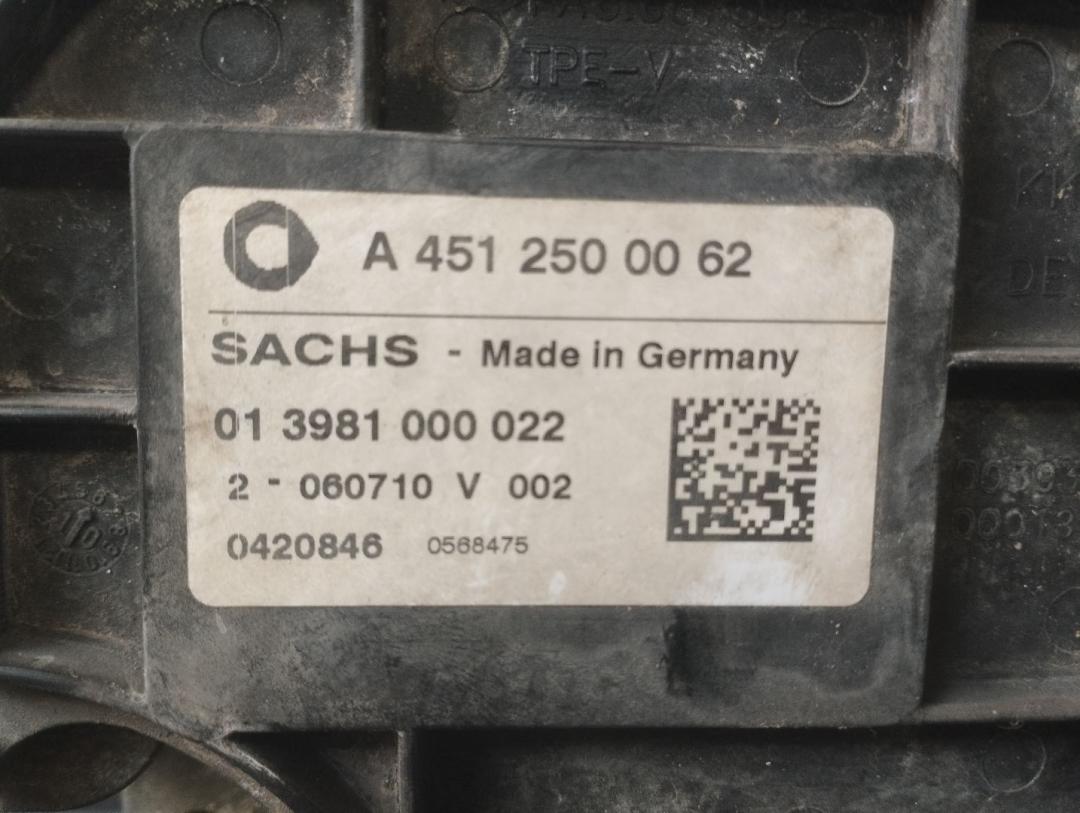 TPE-V
A 451 250 00 62
SACHS - Made in Germany
01 3981 000 022
2 - 060710 V 002
0420846 0568475